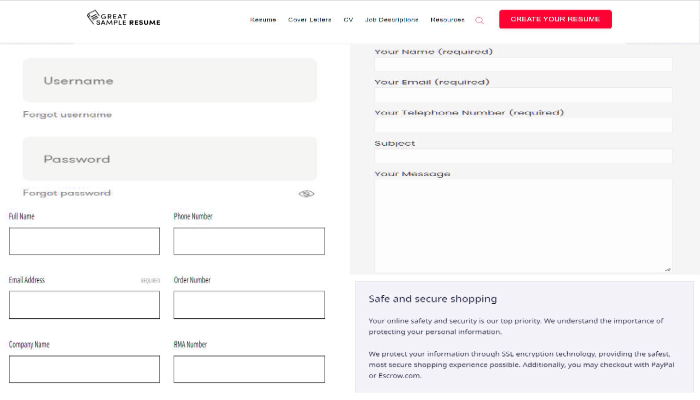 GREAT
SAMPLE RESUME
Resume Cover Letters CV Job Descriptions Resources CREATE YOUR RESUME
Username
Forgot username
Password
Forgot password
Full Name Phone Number
Email Address REQUIRED Order Number
Company Name RMA Number
Your Name (required)
Your Email (required)
Your Telephone Number (required)
Subject
Your Message
Safe and secure shopping
Your online safety and security is our top priority. We understand the importance of
protecting your personal information.
We protect your information through SSL encryption technology, providing the safest,
most secure shopping experience possible. Additionally, you may checkout with PayPal
or Escrow.com.